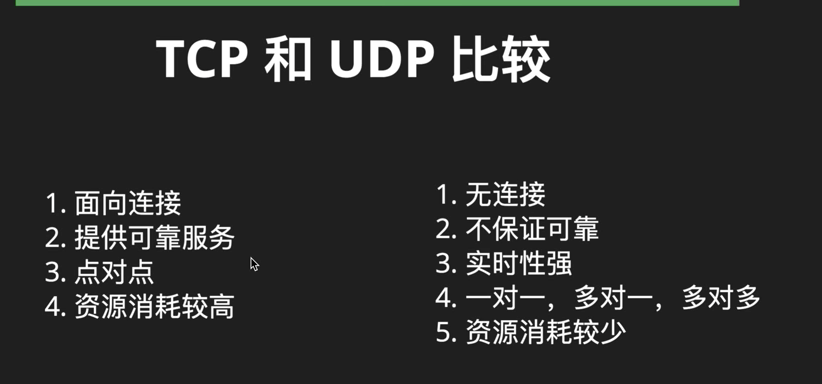 TCP 和 UDP 比较
1. 面向连接
2. 提供可靠服务
3. 点对点
4. 资源消耗较高
1. 无连接
2. 不保证可靠
3. 实时性强
4. 一对一，多对一，多对多
5. 资源消耗较少